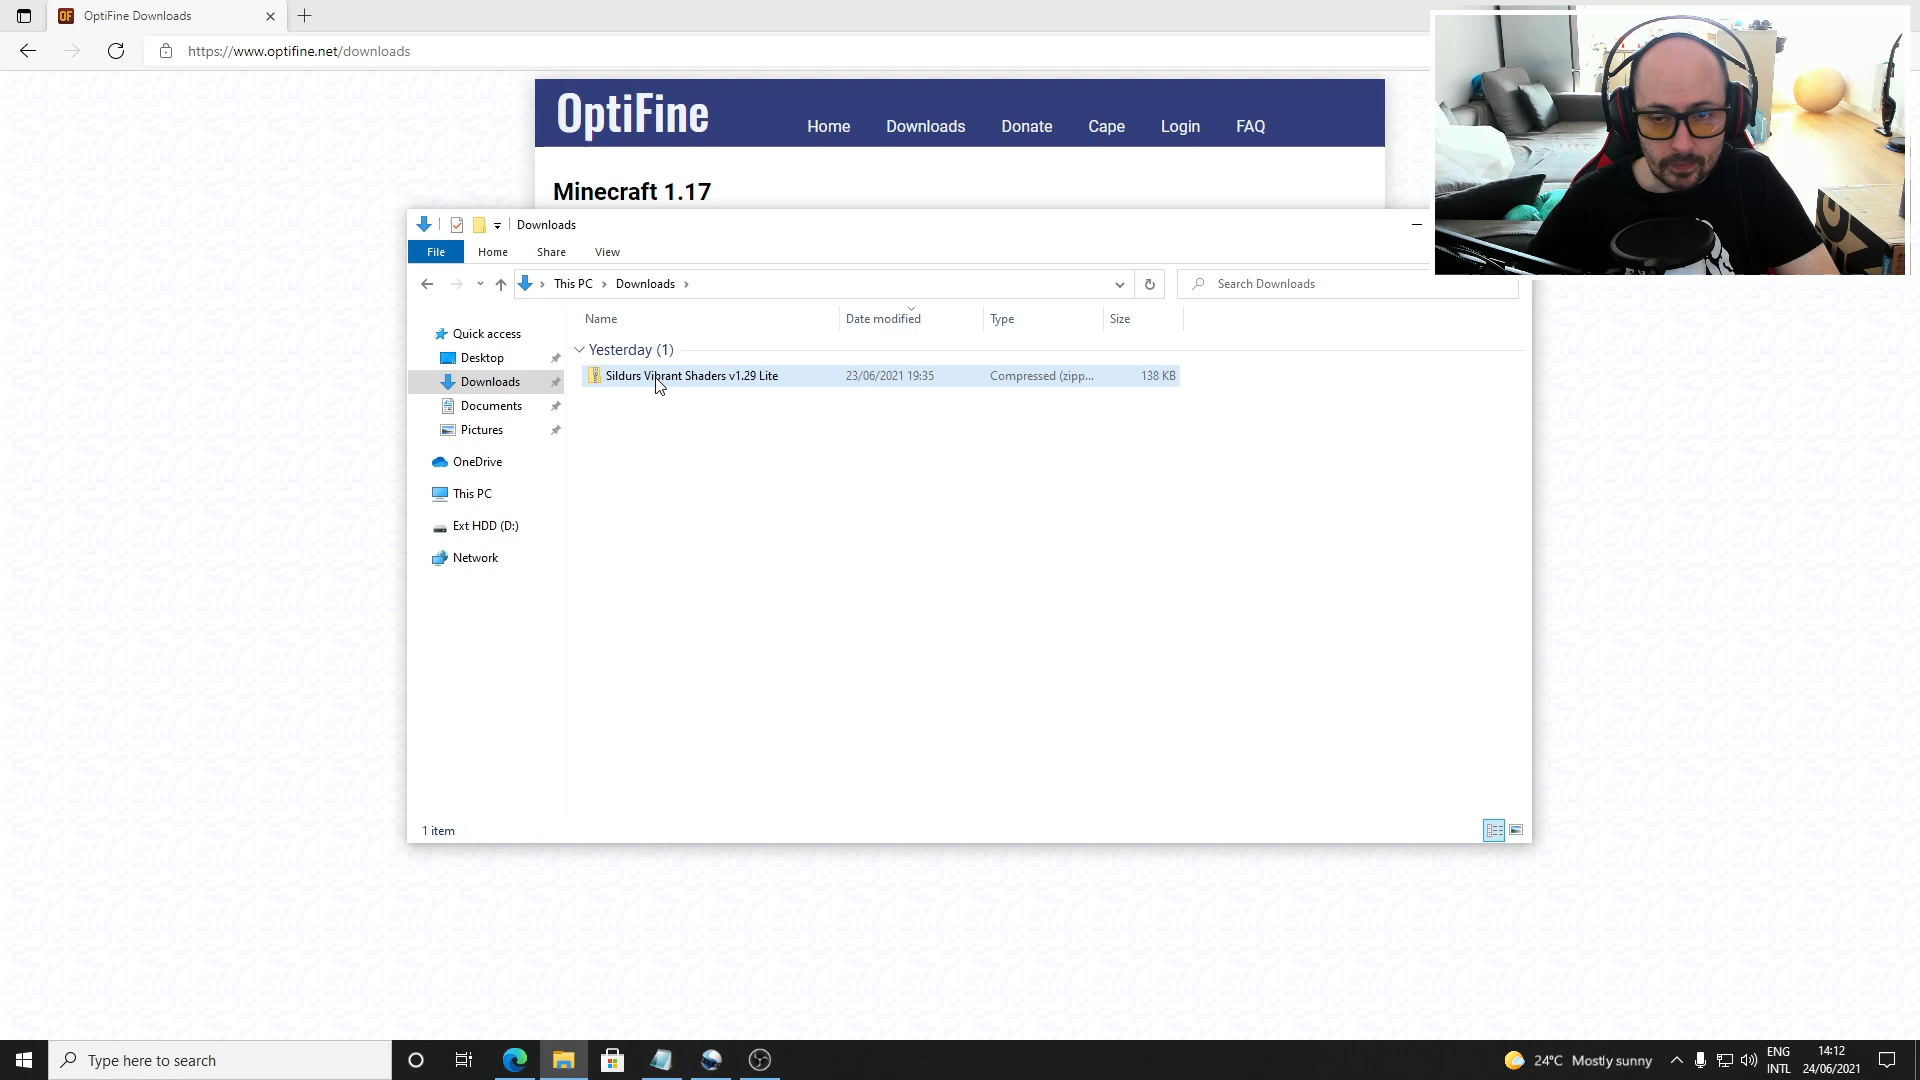 OF OptiFine Downloads
https://www.optifine.net/downloads
OptiFine
Home Downloads Donate Cape Login FAQ
Minecraft 1.17
Downloads
File Home Share View
This PC Downloads
Search Downloads
Name Date modified Type Size
Yesterday (1)
Sildurs Vibrant Shaders v1.29 Lite 23/06/2021 19:35 Compressed (zipp... 138 KB
Quick access
Desktop
Downloads
Documents
Pictures
OneDrive
This PC
Ext HDD (D:)
Network
1 item
Type here to search
24°C Mostly sunny
ENG
INTL
14:12
24/06/2021